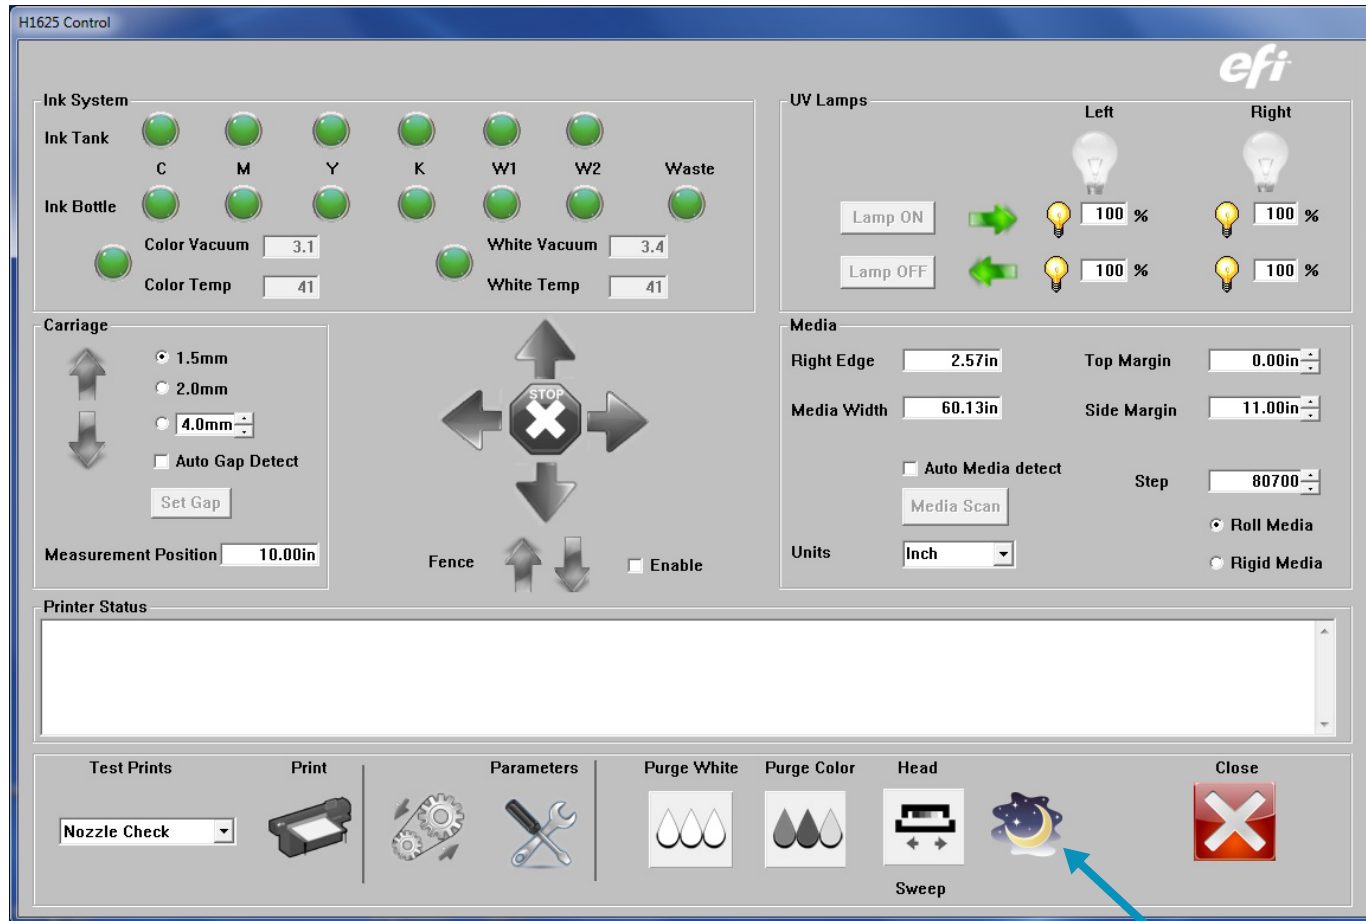 H1625 Control
efi
Ink System
Ink Tank
C M Y K W1 W2 Waste
Ink Bottle
Color Vacuum 3.1 White Vacuum 3.4
Color Temp 41 White Temp 41
UV Lamps
Left Right
Lamp ON 100 % 100 %
Lamp OFF 100 % 100 %
Carriage
1.5mm
2.0mm
4.0mm
Auto Gap Detect
Set Gap
Measurement Position 10.00in
STOP
Fence Enable
Media
Right Edge 2.57in Top Margin 0.00in
Media Width 60.13in Side Margin 11.00in
Auto Media detect
Step 80700
Media Scan
Roll Media
Units Inch
Rigid Media
Printer Status
Test Prints Print Parameters Purge White Purge Color Head Close
Nozzle Check
Sweep